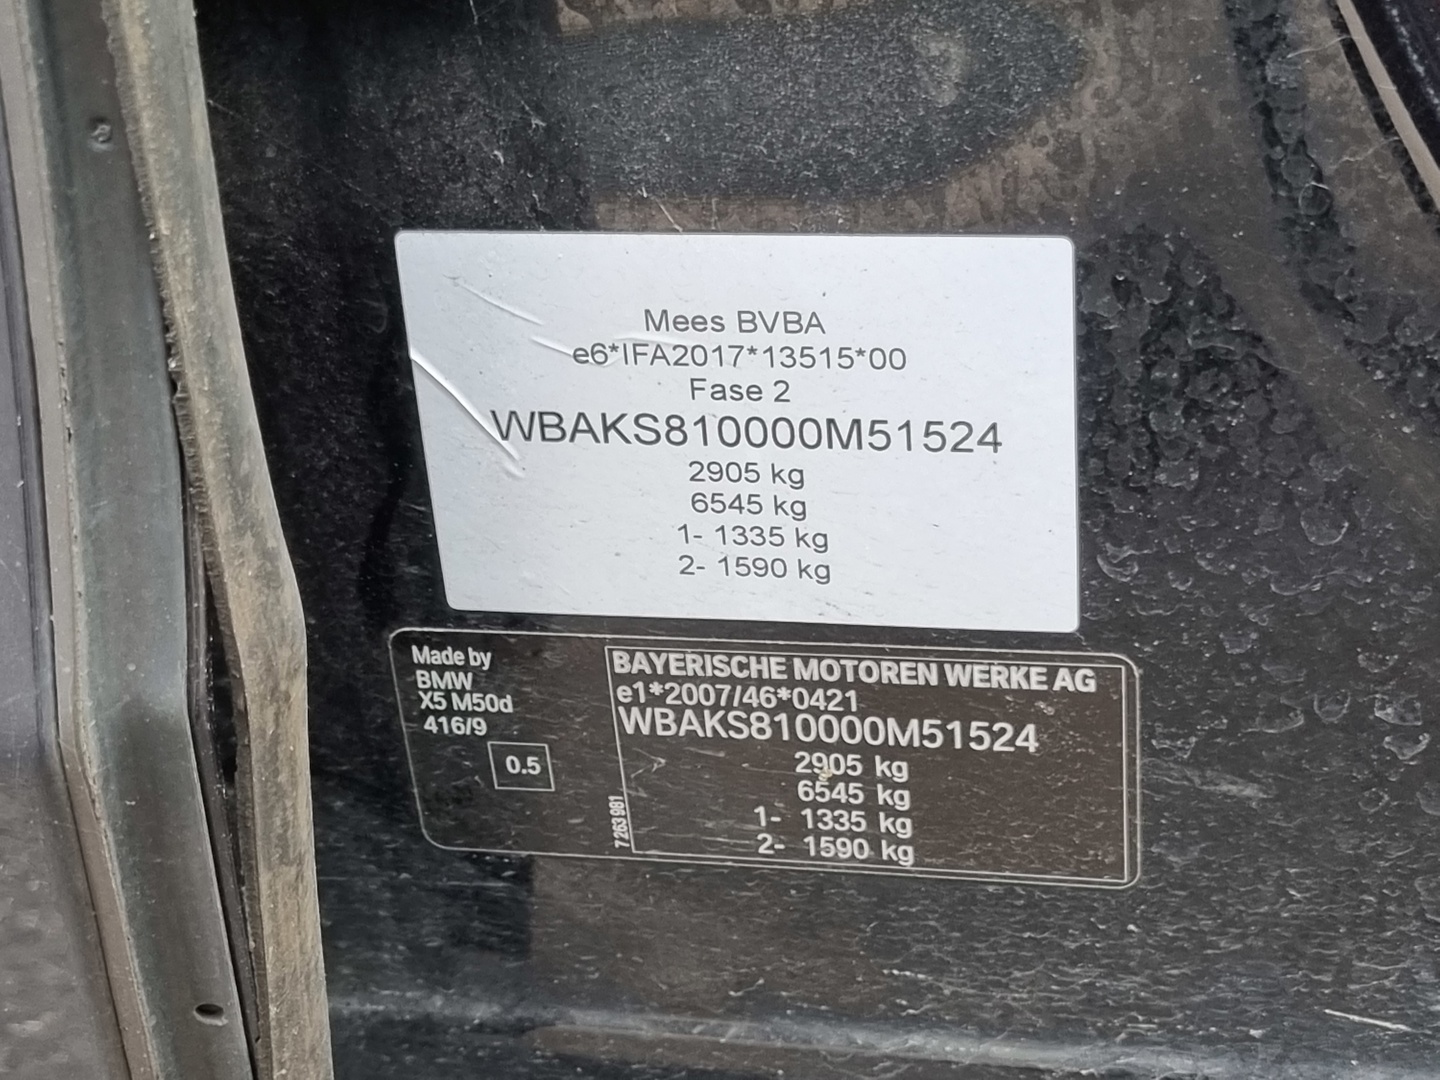 Mees BVBA
e6*IFA2017*13515*00
Fase 2
WBAKS810000M51524
2905 kg
6545 kg
1- 1335 kg
2- 1590 kg
Made by
BMW
X5 M50d
416/9
0.5
7 263 981
BAYERISCHE MOTOREN WERKE AG
e1*2007/46*0421
WBAKS810000M51524
2905 kg
6545 kg
1- 1335 kg
2- 1590 kg